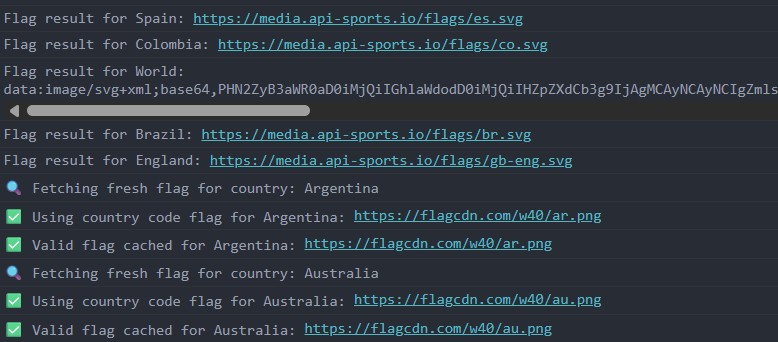 Flag result for Spain: https://media.api-sports.io/flags/es.svg
Flag result for Colombia: https://media.api-sports.io/flags/co.svg
Flag result for World:
data:image/svg+xml;base64,PHN2ZyB3aWR0aD0iMjQiIGhlaWdodD0iMjQiIHZpZXdCb3g9IjAgMCAyNCAyNCIgZmls
Flag result for Brazil: https://media.api-sports.io/flags/br.svg
Flag result for England: https://media.api-sports.io/flags/gb-eng.svg
🔍 Fetching fresh flag for country: Argentina
✅ Using country code flag for Argentina: https://flagcdn.com/w40/ar.png
✅ Valid flag cached for Argentina: https://flagcdn.com/w40/ar.png
🔍 Fetching fresh flag for country: Australia
✅ Using country code flag for Australia: https://flagcdn.com/w40/au.png
✅ Valid flag cached for Australia: https://flagcdn.com/w40/au.png